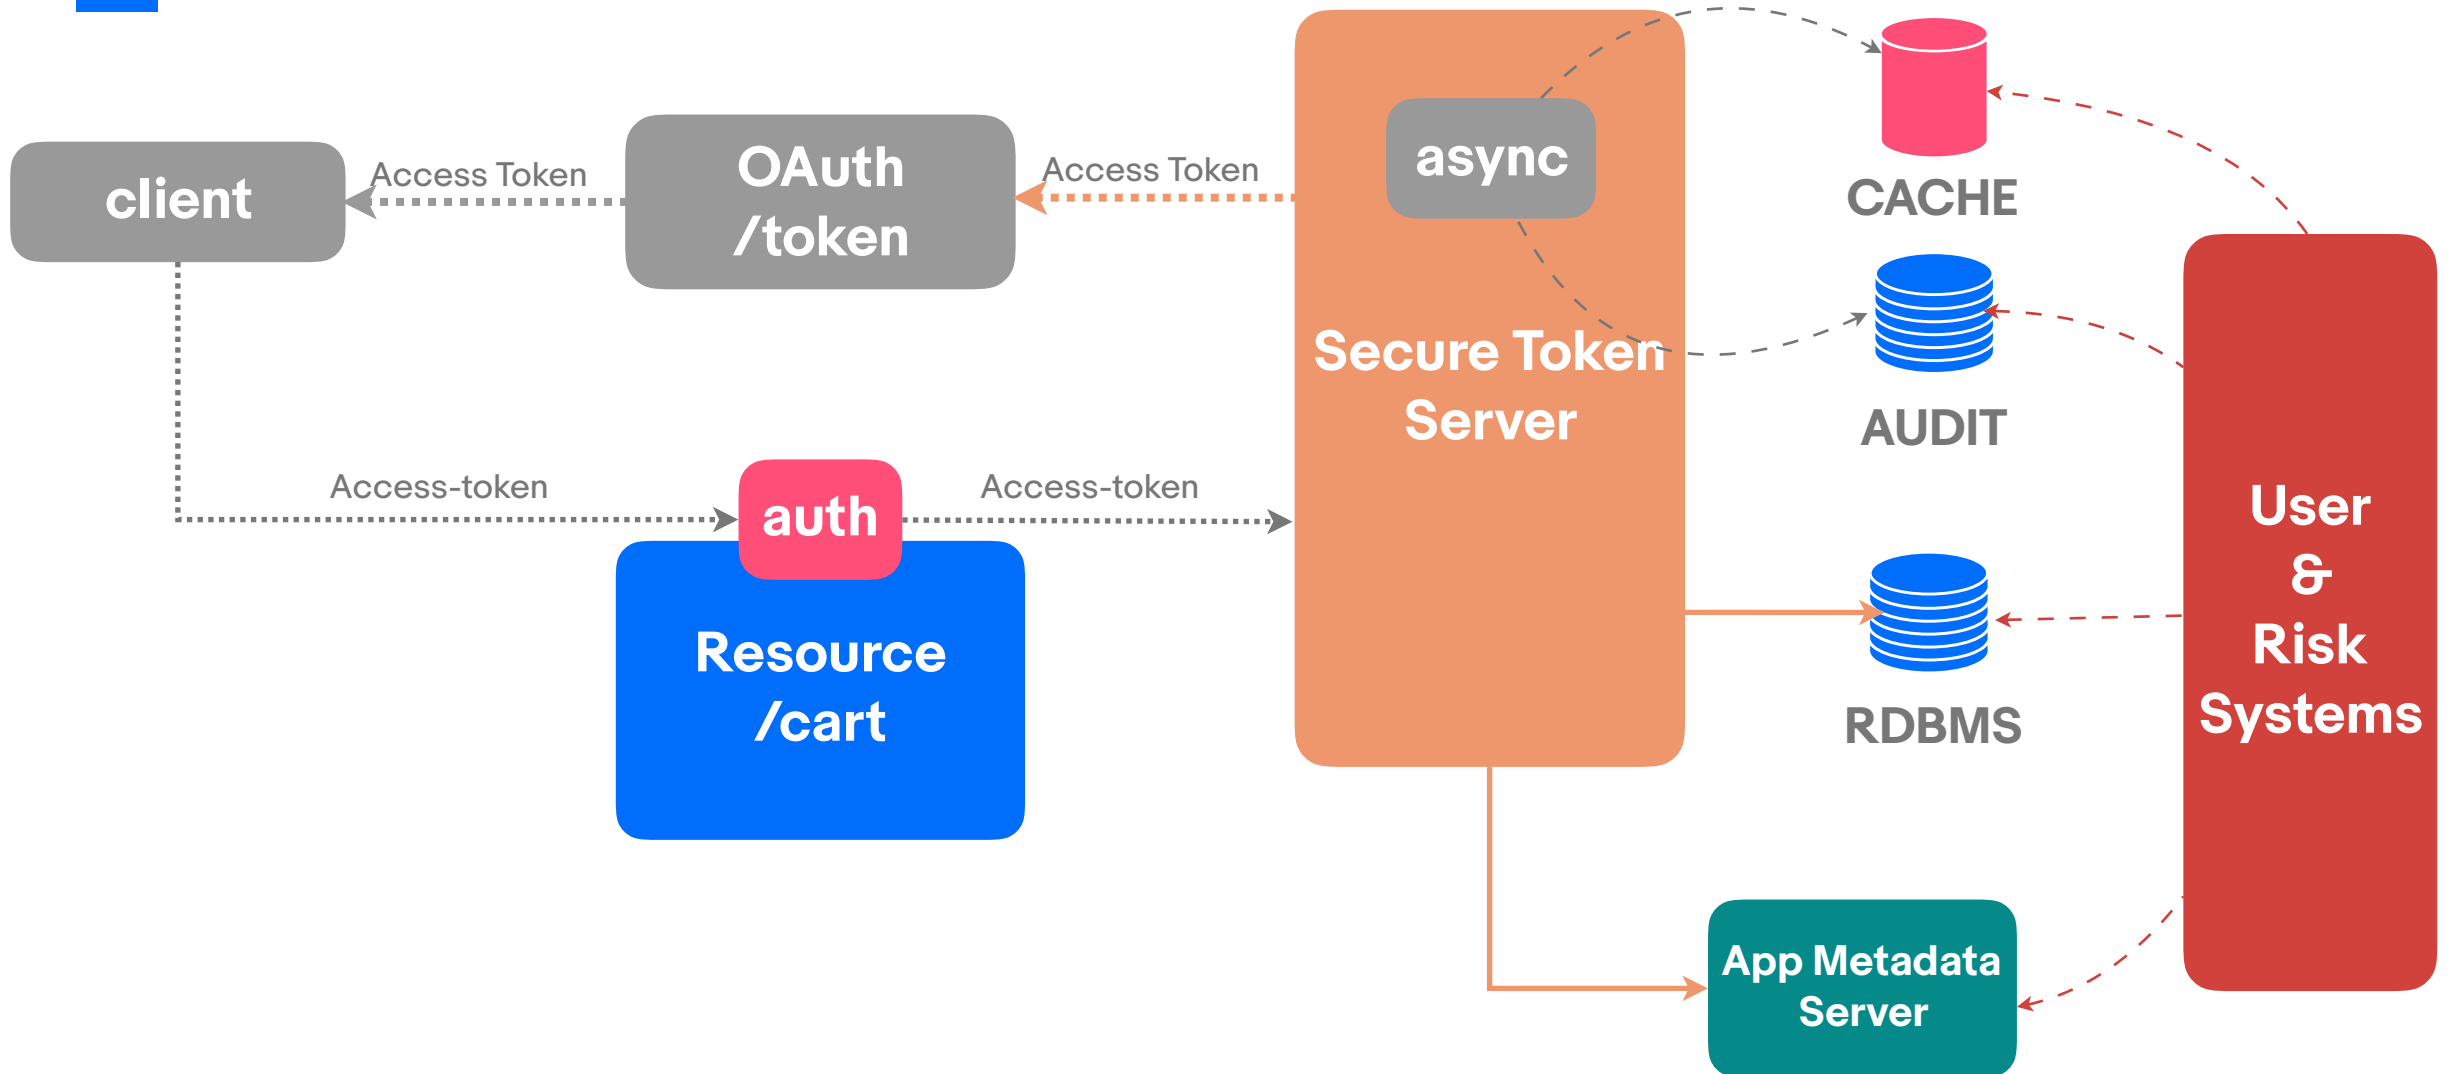 client
Access Token
OAuth
/token
Access Token
async
Secure Token
Server
CACHE
AUDIT
RDBMS
User
&
Risk
Systems
Access-token
auth
Access-token
Resource
/cart
App Metadata
Server